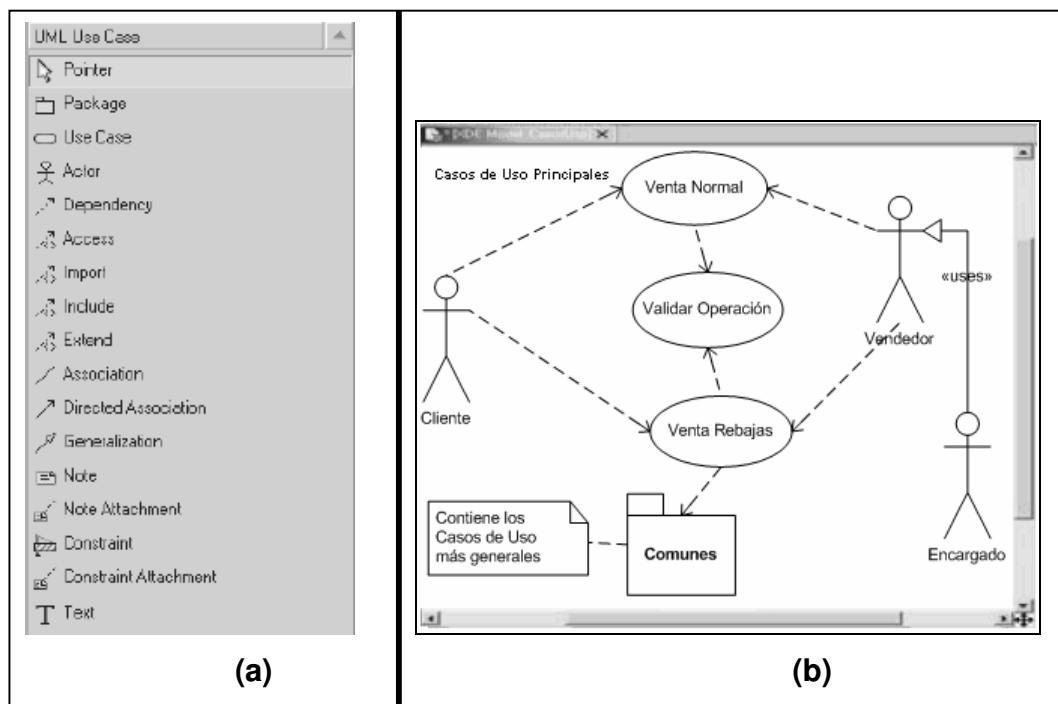 UML Use Case
Pointer
Package
Use Case
Actor
Dependency
Access
Import
Include
Extend
Association
Directed Association
Generalization
Note
Note Attachment
Constraint
Constraint Attachment
Text
(a)
Casos de Uso Principales
Venta Normal
«uses»
Validar Operación
Vendedor
Cliente
Venta Rebajas
Contiene los
Casos de Uso
más generales
Comunes
Encargado
(b)